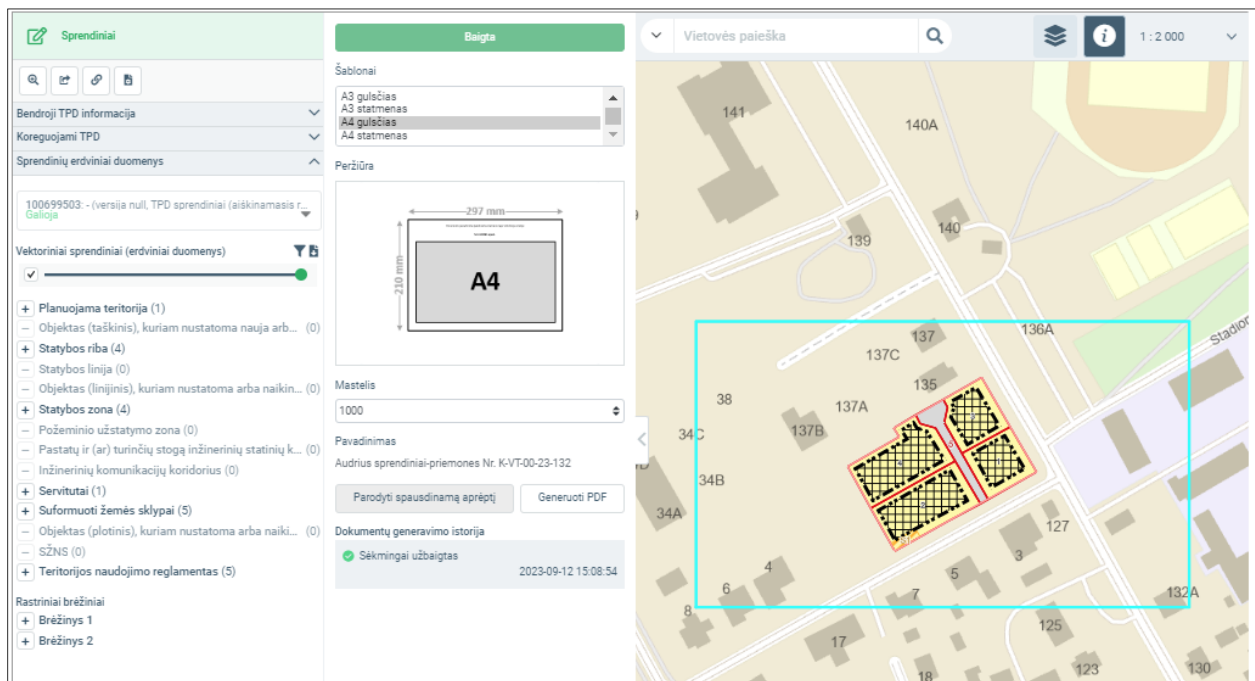 Sprendiniai
Bendroji TPD informacija
Koreguojami TPD
Sprendinių erdviniai duomenys
100699503: - (versija null, TPD sprendiniai (aiškinamasis r...
Galioja
Vektoriniai sprendiniai (erdviniai duomenys)
Planuojama teritorija (1)
Objektas (taškinis), kuriam nustatoma nauja arb... (0)
Statybos riba (4)
Statybos linija (0)
Objektas (linijinis), kuriam nustatoma arba naikin... (0)
Statybos zona (4)
Požeminio užstatymo zona (0)
Pastatų ir (ar) turinčių stogą inžinerinių statinių k... (0)
Inžinerinių komunikacijų koridorius (0)
Servitutai (1)
Suformuoti žemės sklypai (5)
Objektas (plotinis), kuriam nustatoma arba naiki... (0)
SŽNS (0)
Teritorijos naudojimo reglamentas (5)
Rastriniai brėžiniai
Brėžinys 1
Brėžinys 2
Baigta
Šablonai
A3 gulsčias
A3 statmenas
A4 gulsčias
A4 statmenas
Peržiūra
297 mm
210 mm
A4
Mastelis
1000
Pavadinimas
Audrius sprendiniai-priemones Nr. K-VT-00-23-132
Parodyti spausdinamą aprėptį
Generuoti PDF
Dokumentų generavimo istorija
Sėkmingai užbaigtas
2023-09-12 15:08:54
Vietovės paieška
1 : 2 000
141
140A
140
139
136A
Stadion
137
137C
135
38
137A
137B
34C
34B
34A
127
3
4
5
6
7
8
132A
125
17
18
123
130